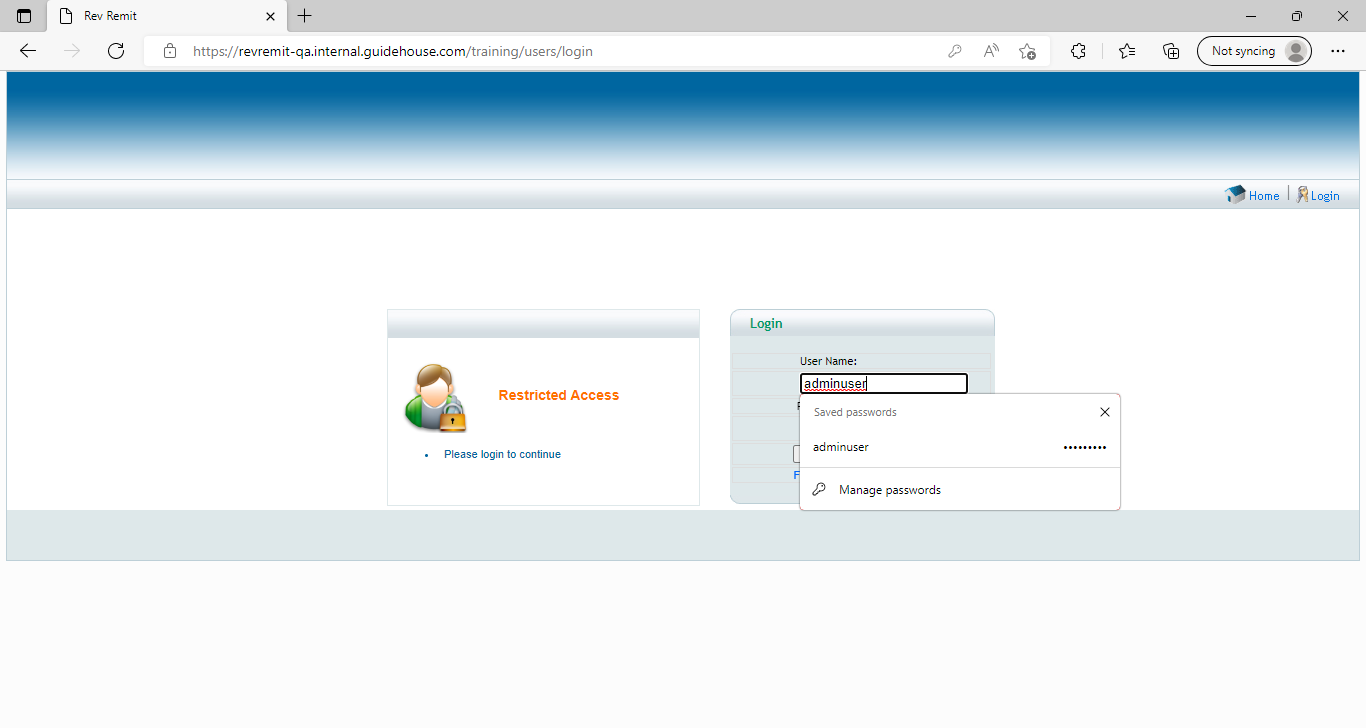 Rev Remit
https://revremit-qa.internal.guidehouse.com/training/users/login
Not syncing
Home
Login
Login
User Name:
adminuser
Restricted Access
Please login to continue
Saved passwords
adminuser •••••••••
Manage passwords